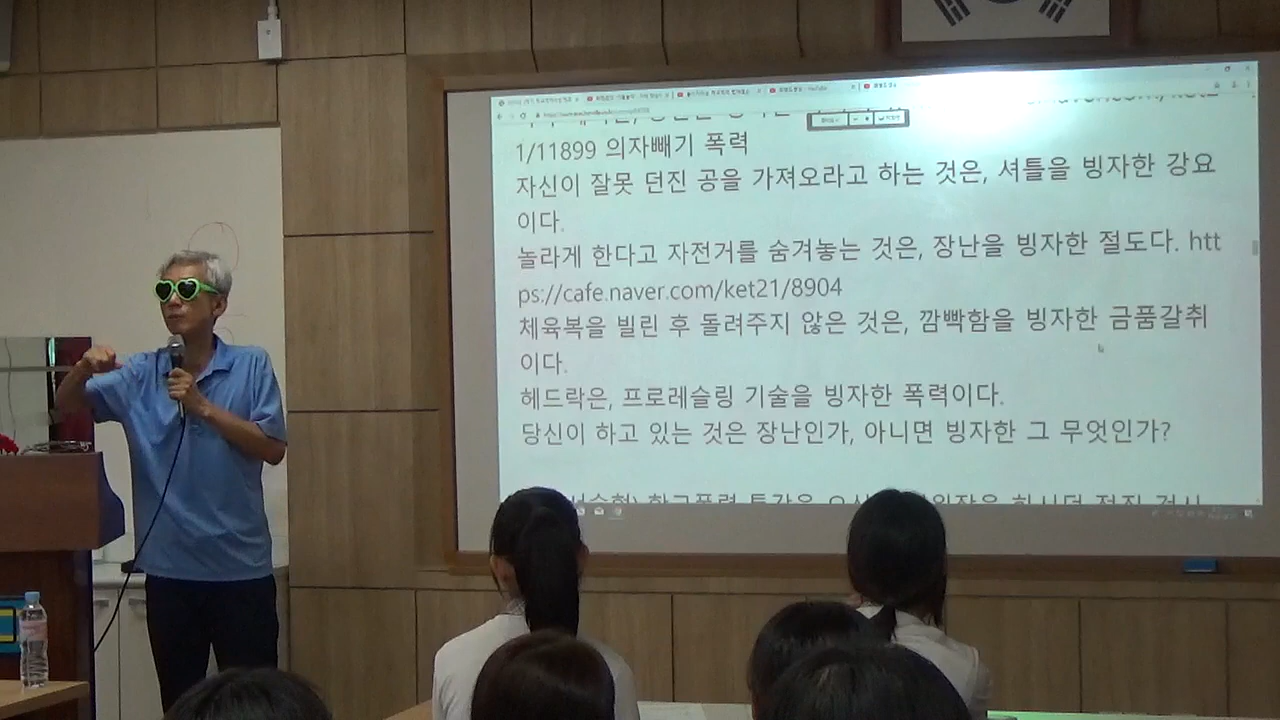 1/11899 의자빼기 폭력
자신이 잘못 던진 공을 가져오라고 하는 것은, 셔틀을 빙자한 강요
이다.
놀라게 한다고 자전거를 숨겨놓는 것은, 장난을 빙자한 절도다. htt
ps://cafe.naver.com/ket21/8904
체육복을 빌린 후 돌려주지 않은 것은, 깜빡함을 빙자한 금품갈취
이다.
헤드락은, 프로레슬링 기술을 빙자한 폭력이다.
당신이 하고 있는 것은 장난인가, 아니면 빙자한 그 무엇인가?